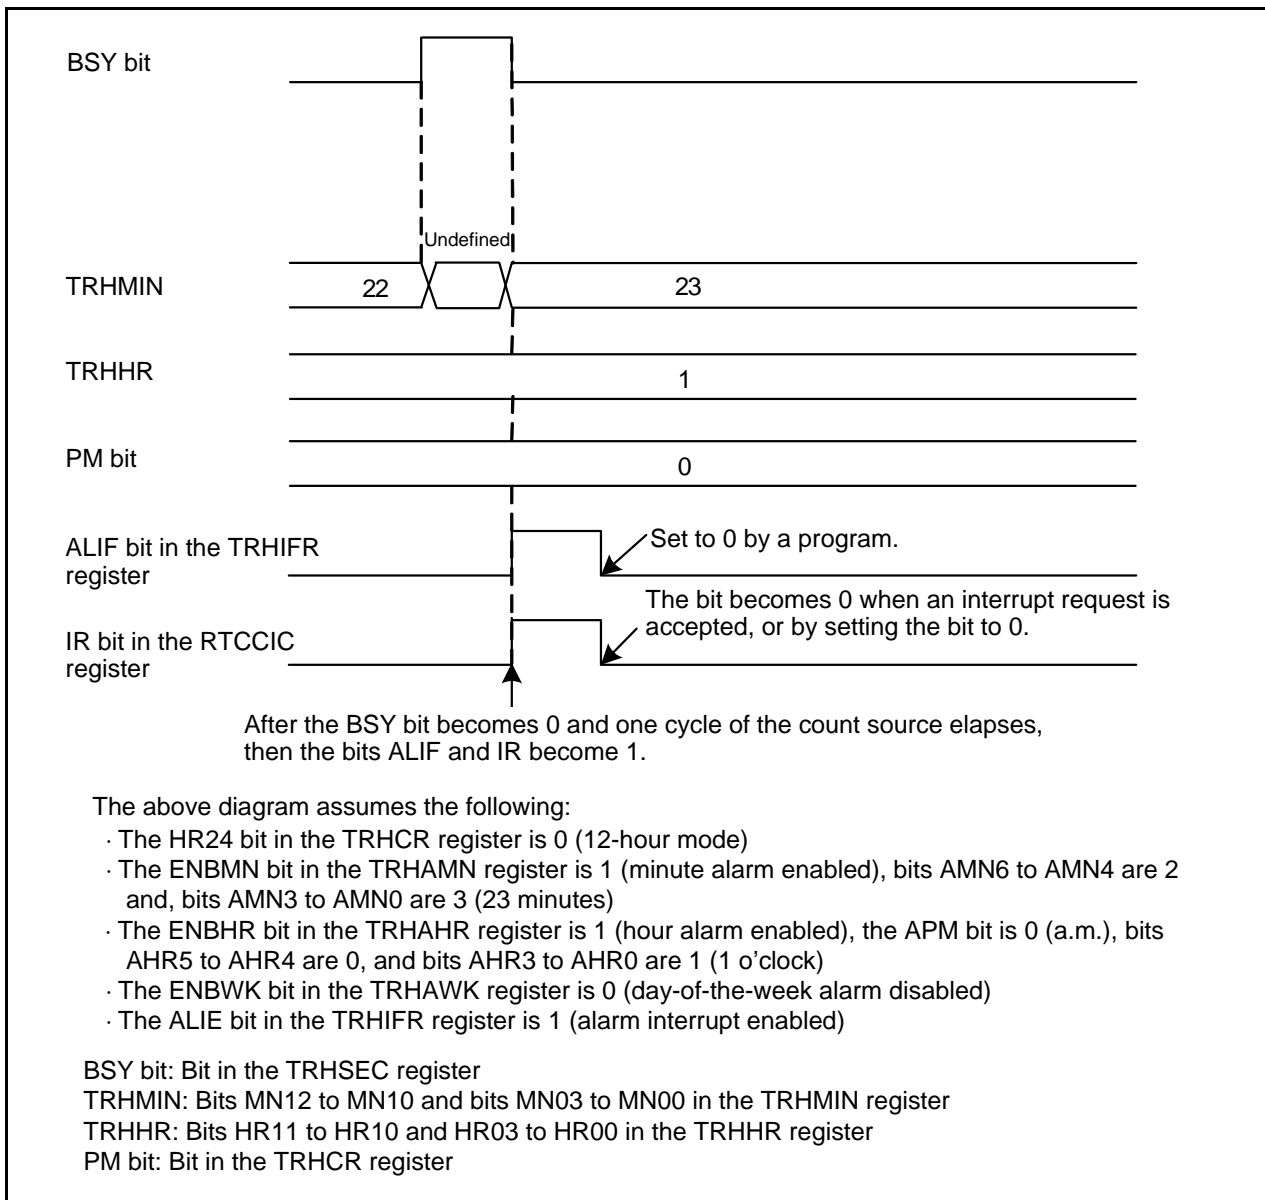 BSY bit
Undefined
TRHMIN
22
23
TRHHR
1
PM bit
0
ALIF bit in the TRHIFR
register
Set to 0 by a program.
The bit becomes 0 when an interrupt request is
accepted, or by setting the bit to 0.
IR bit in the RTCCIC
register
After the BSY bit becomes 0 and one cycle of the count source elapses,
then the bits ALIF and IR become 1.
The above diagram assumes the following:
· The HR24 bit in the TRHCR register is 0 (12-hour mode)
· The ENBMN bit in the TRHAMN register is 1 (minute alarm enabled), bits AMN6 to AMN4 are 2
and, bits AMN3 to AMN0 are 3 (23 minutes)
· The ENBHR bit in the TRHAHR register is 1 (hour alarm enabled), the APM bit is 0 (a.m.), bits
AHR5 to AHR4 are 0, and bits AHR3 to AHR0 are 1 (1 o’clock)
· The ENBWK bit in the TRHAWK register is 0 (day-of-the-week alarm disabled)
· The ALIE bit in the TRHIFR register is 1 (alarm interrupt enabled)
BSY bit: Bit in the TRHSEC register
TRHMIN: Bits MN12 to MN10 and bits MN03 to MN00 in the TRHMIN register
TRHHR: Bits HR11 to HR10 and HR03 to HR00 in the TRHHR register
PM bit: Bit in the TRHCR register